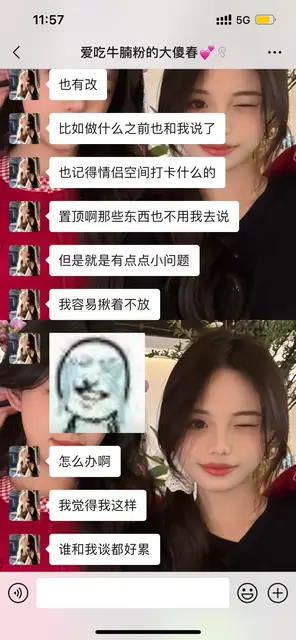 11:57
5G
爱吃牛腩粉的大傻春💕
也有改
比如做什么之前也和我说了
也记得情侣空间打卡什么的
置顶啊那些东西也不用我去说
但是就是有点点小问题
我容易揪着不放
怎么办啊
我觉得我这样
谁和我谈都好累